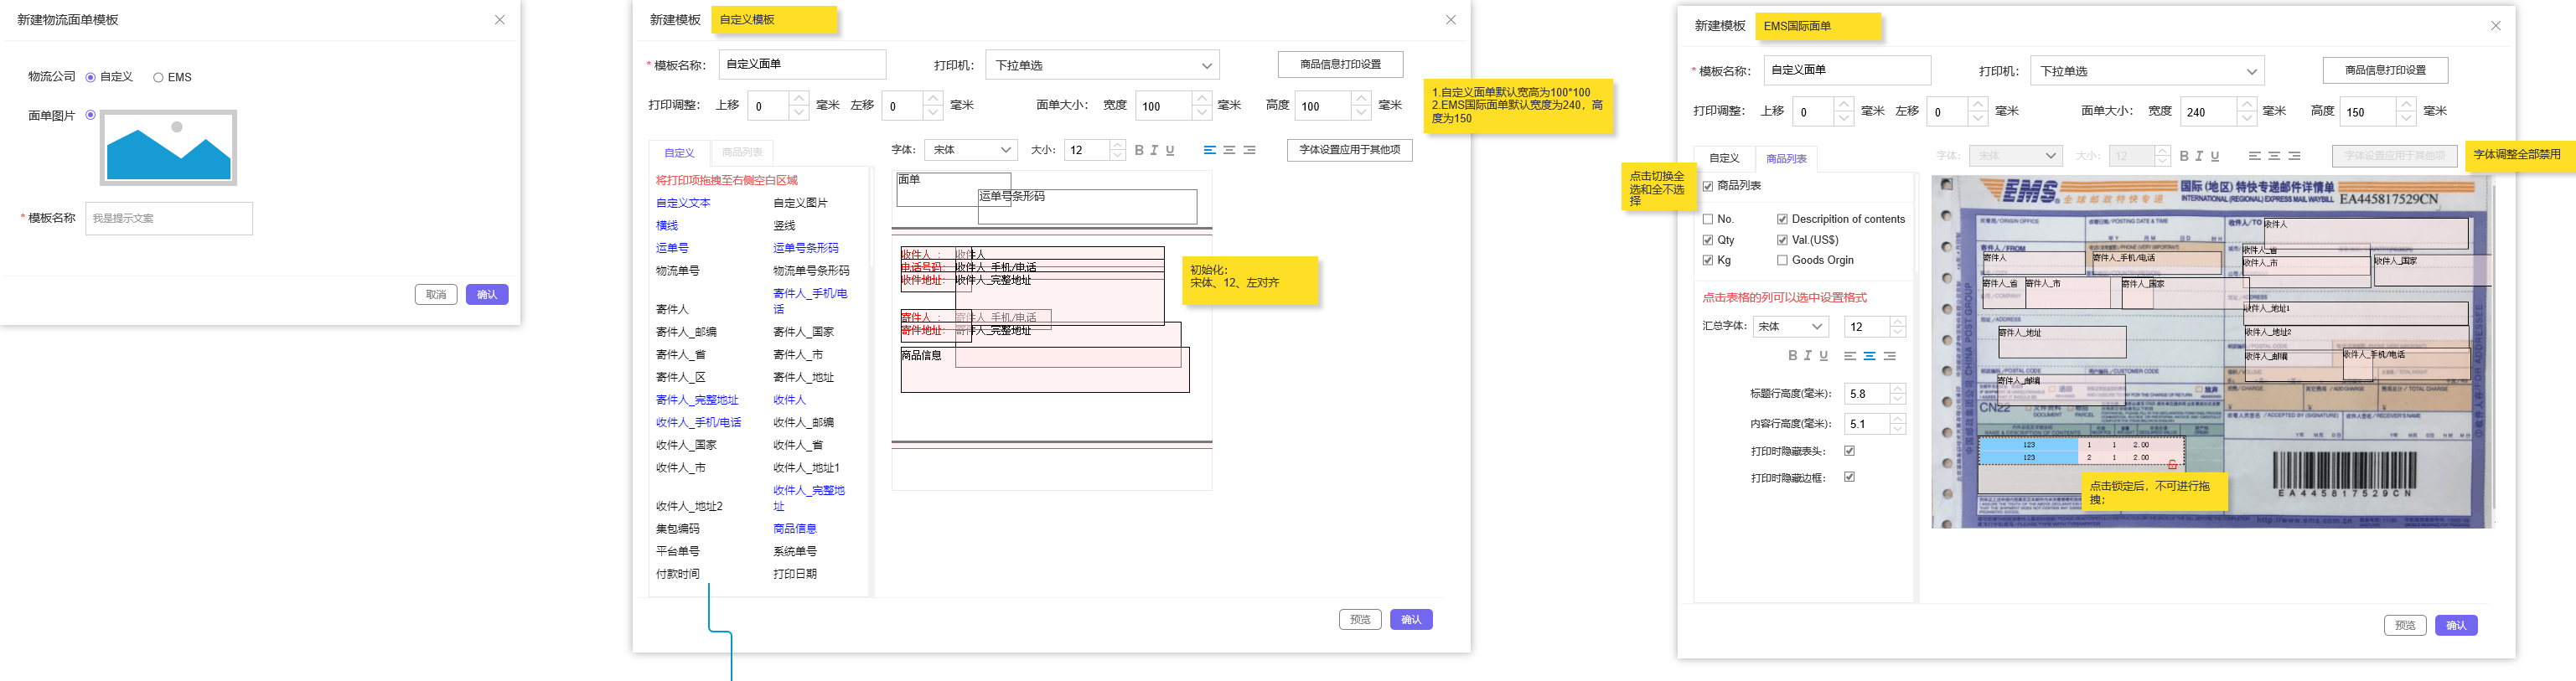 新建物流面单模板
物流公司 自定义 EMS
面单图片
* 模板名称 我是提示文案
取消 确认
新建模板 自定义模板
* 模板名称： 自定义面单 打印机： 下拉单选 商品信息打印设置
打印调整： 上移 0 毫米 左移 0 毫米 面单大小： 宽度 100 毫米 高度 100 毫米
1.自定义面单默认宽高为100*100
2.EMS国际面单默认宽度为240，高
度为150
自定义 商品列表
字体： 宋体 大小： 12 B I U 字体设置应用于其他项
将打印项拖拽至右侧空白区域
自定义文本 自定义图片
横线 竖线
运单号 运单号条形码
物流单号 物流单号条形码
寄件人 寄件人_手机/电
话
寄件人_邮编 寄件人_国家
寄件人_省 寄件人_市
寄件人_区 寄件人_地址
寄件人_完整地址 收件人
收件人_手机/电话 收件人_邮编
收件人_国家 收件人_省
收件人_市 收件人_地址1
收件人_地址2 收件人_完整地
址
集包编码 商品信息
平台单号 系统单号
付款时间 打印日期
面单
运单号条形码
收件人 ： 收件人
电话号码： 收件人_手机/电话
收件地址： 收件人_完整地址
寄件人 ： 寄件人_手机/电话
寄件地址： 寄件人_完整地址
商品信息
初始化：
宋体、12、左对齐
预览 确认
新建模板 EMS国际面单
* 模板名称： 自定义面单 打印机： 下拉单选 商品信息打印设置
打印调整： 上移 0 毫米 左移 0 毫米 面单大小： 宽度 240 毫米 高度 150 毫米
自定义 商品列表
字体： 宋体 大小： 12 B I U 字体设置应用于其他项
字体调整全部禁用
点击切换全
选和全不选
择
商品列表
No. Descripition of contents
Qty Val.(US$)
Kg Goods Orgin
点击表格的列可以选中设置格式
汇总字体： 宋体 12
B I U
标题行高度(毫米)： 5.8
内容行高度(毫米)： 5.1
打印时隐藏表头：
打印时隐藏边框：
EMS 全球邮政特快专递
国际（地区）特快专递邮件详情单
INTERNATIONAL (REGIONAL) EXPRESS MAIL WAYBILL
EA445817529CN
收件人/TO
收件人
寄件人/FROM
寄件人 寄件人_手机/电话
收件人_省
收件人_市 收件人_国家
寄件人_省 寄件人_市 寄件人_国家
收件人_地址1
寄件人_地址
收件人_地址2
收件人_邮编 收件人_手机/电话
寄件人_邮编
CN22
123 1 1 2.00
123 2 1 2.00
EA445817529CN
点击锁定后，不可进行拖
拽；
http://www.ems.com.cn
预览 确认